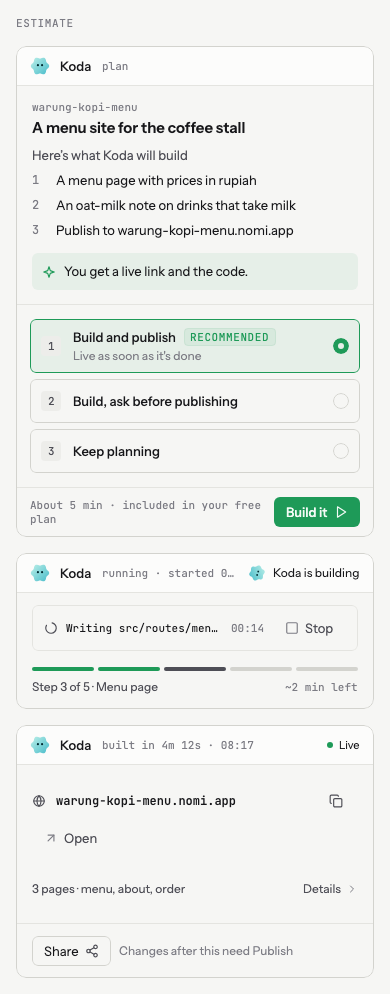 ESTIMATE
Koda plan
warung-kopi-menu
A menu site for the coffee stall
Here's what Koda will build
1 A menu page with prices in rupiah
2 An oat-milk note on drinks that take milk
3 Publish to warung-kopi-menu.nomi.app
You get a live link and the code.
1 Build and publish RECOMMENDED
Live as soon as it's done
2 Build, ask before publishing
3 Keep planning
About 5 min · included in your free
plan
Build it
Koda running · started 0… Koda is building
Writing src/routes/men… 00:14 Stop
Step 3 of 5 · Menu page ~2 min left
Koda built in 4m 12s · 08:17 Live
warung-kopi-menu.nomi.app
Open
3 pages · menu, about, order Details
Share Changes after this need Publish